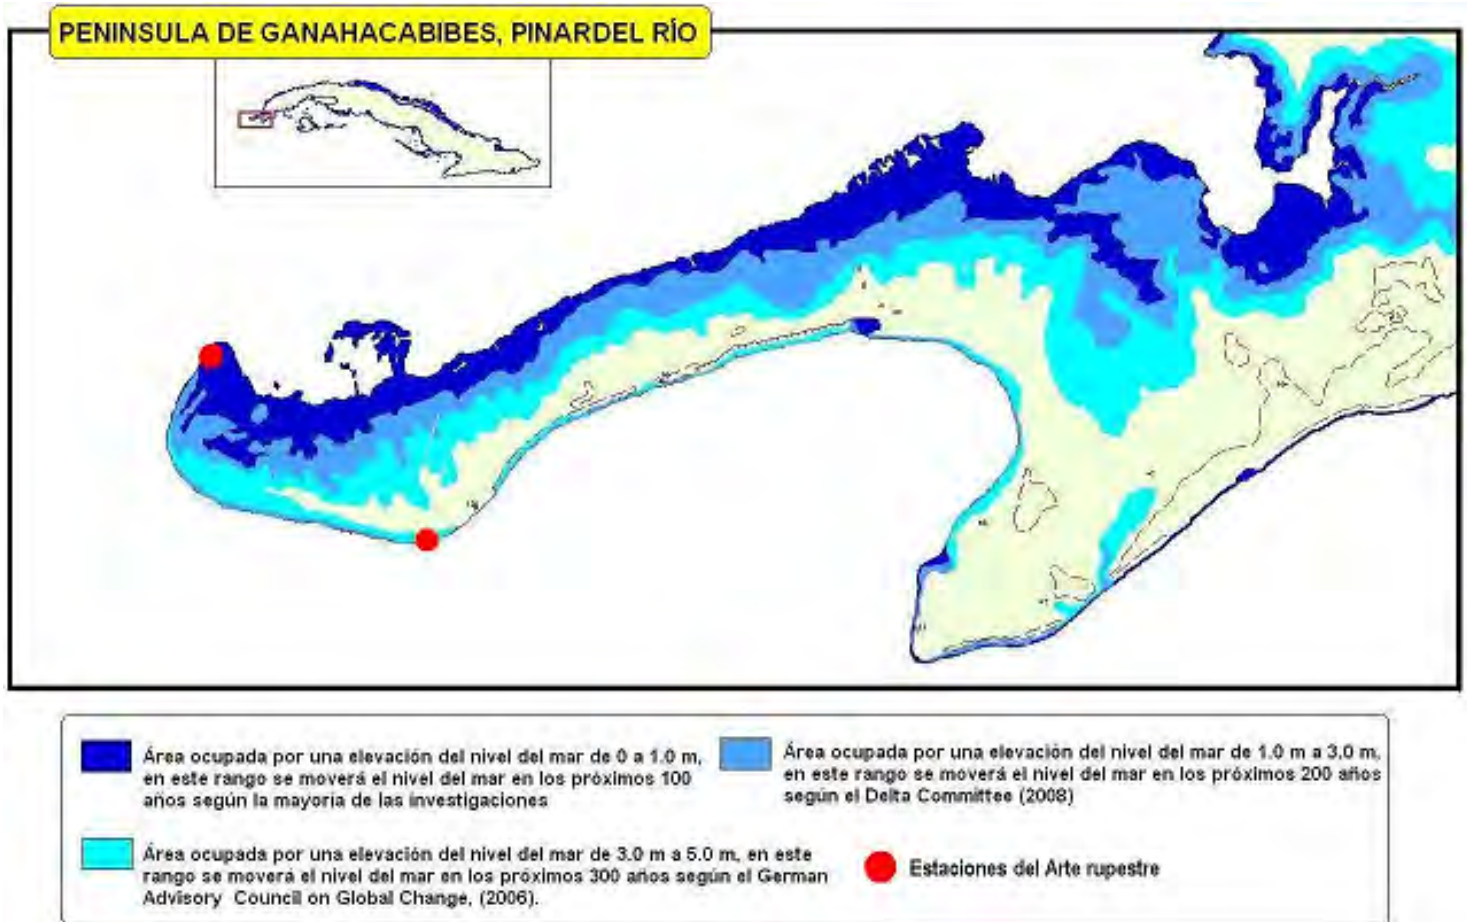 PENINSULA DE GANAHACABIBES, PINARDEL RÍO
Área ocupada por una elevación del nivel del mar de 0 a 1.0 m,
en este rango se moverá el nivel del mar en los próximos 100
años según la mayoria de las investigaciones
Área ocupada por una elevación del nivel del mar de 1.0 m a 3.0 m,
en este rango se moverá el nivel del mar en los próximos 200 años
según el Delta Committee (2008)
Área ocupada por una elevación del nivel del mar de 3.0 m a 5.0 m, en este
rango se moverá el nivel del mar en los próximos 300 años según el German
Advisory Council on Global Change, (2006).
Estaciones del Arte rupestre